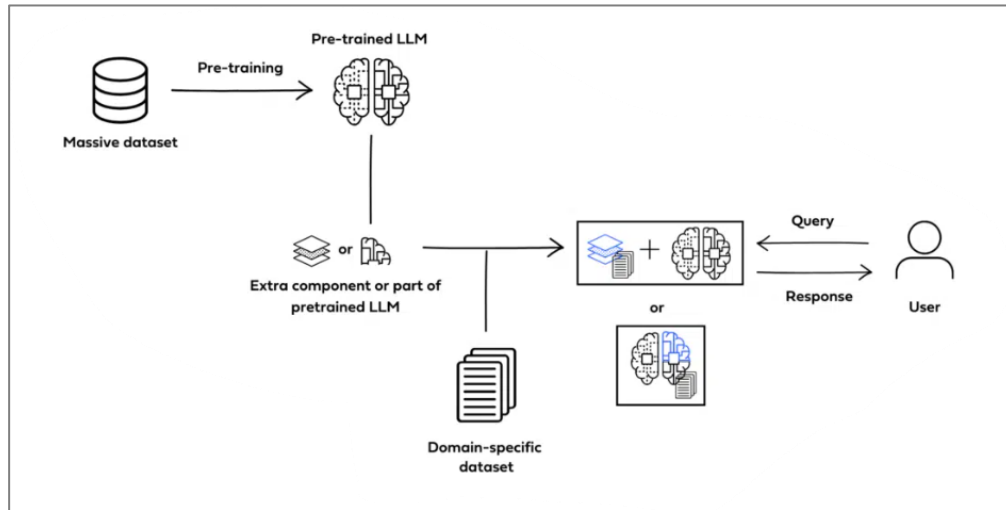 Pre-trained LLM
Pre-training
Massive dataset
or
Extra component or part of
pretrained LLM
Domain-specific
dataset
or
Query
Response
User